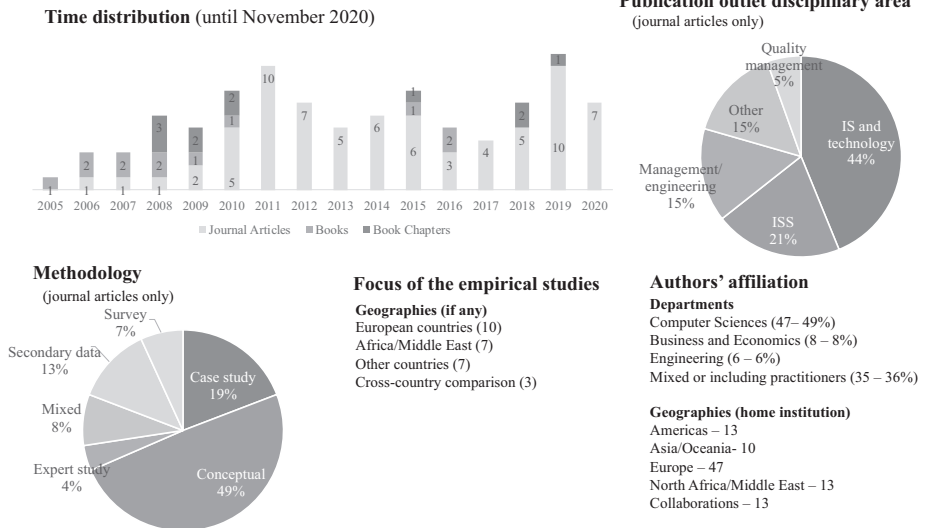 Time distribution (until November 2020)
1
2005
1
2
2006
1
2
2007
1
2
3
2008
2
1
2
2009
5
1
2
2010
10
2011
7
2012
5
2013
6
2014
6
1
1
2015
3
2
2016
4
2017
5
2
2018
10
1
2019
7
2020
Journal Articles
Books
Book Chapters
Publication outlet disciplinary area
(journal articles only)
Quality
management
5%
Other
15%
IS and
technology
44%
Management/
engineering
15%
ISS
21%
Methodology
(journal articles only)
Survey
7%
Secondary data
13%
Case study
19%
Mixed
8%
Expert study
4%
Conceptual
49%
Focus of the empirical studies
Geographies (if any)
European countries (10)
Africa/Middle East (7)
Other countries (7)
Cross-country comparison (3)
Authors’ affiliation
Departments
Computer Sciences (47– 49%)
Business and Economics (8 – 8%)
Engineering (6 – 6%)
Mixed or including practitioners (35 – 36%)
Geographies (home institution)
Americas – 13
Asia/Oceania- 10
Europe – 47
North Africa/Middle East – 13
Collaborations – 13